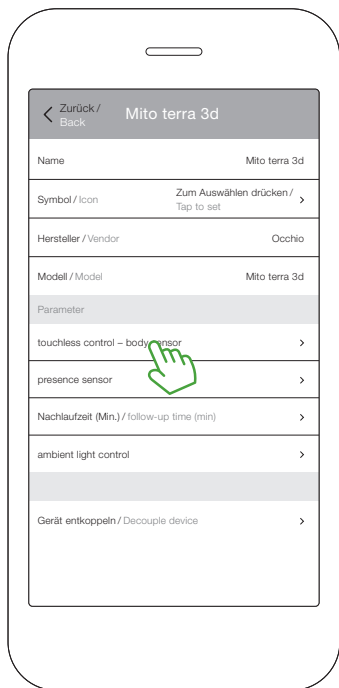 Zurück /
Back
Mito terra 3d
Name Mito terra 3d
Symbol / Icon Zum Auswählen drücken /
Tap to set
Hersteller / Vendor Occhio
Modell / Model Mito terra 3d
Parameter
touchless control – body sensor
presence sensor
Nachlaufzeit (Min.) / follow-up time (min)
ambient light control
Gerät entkoppeln / Decouple device